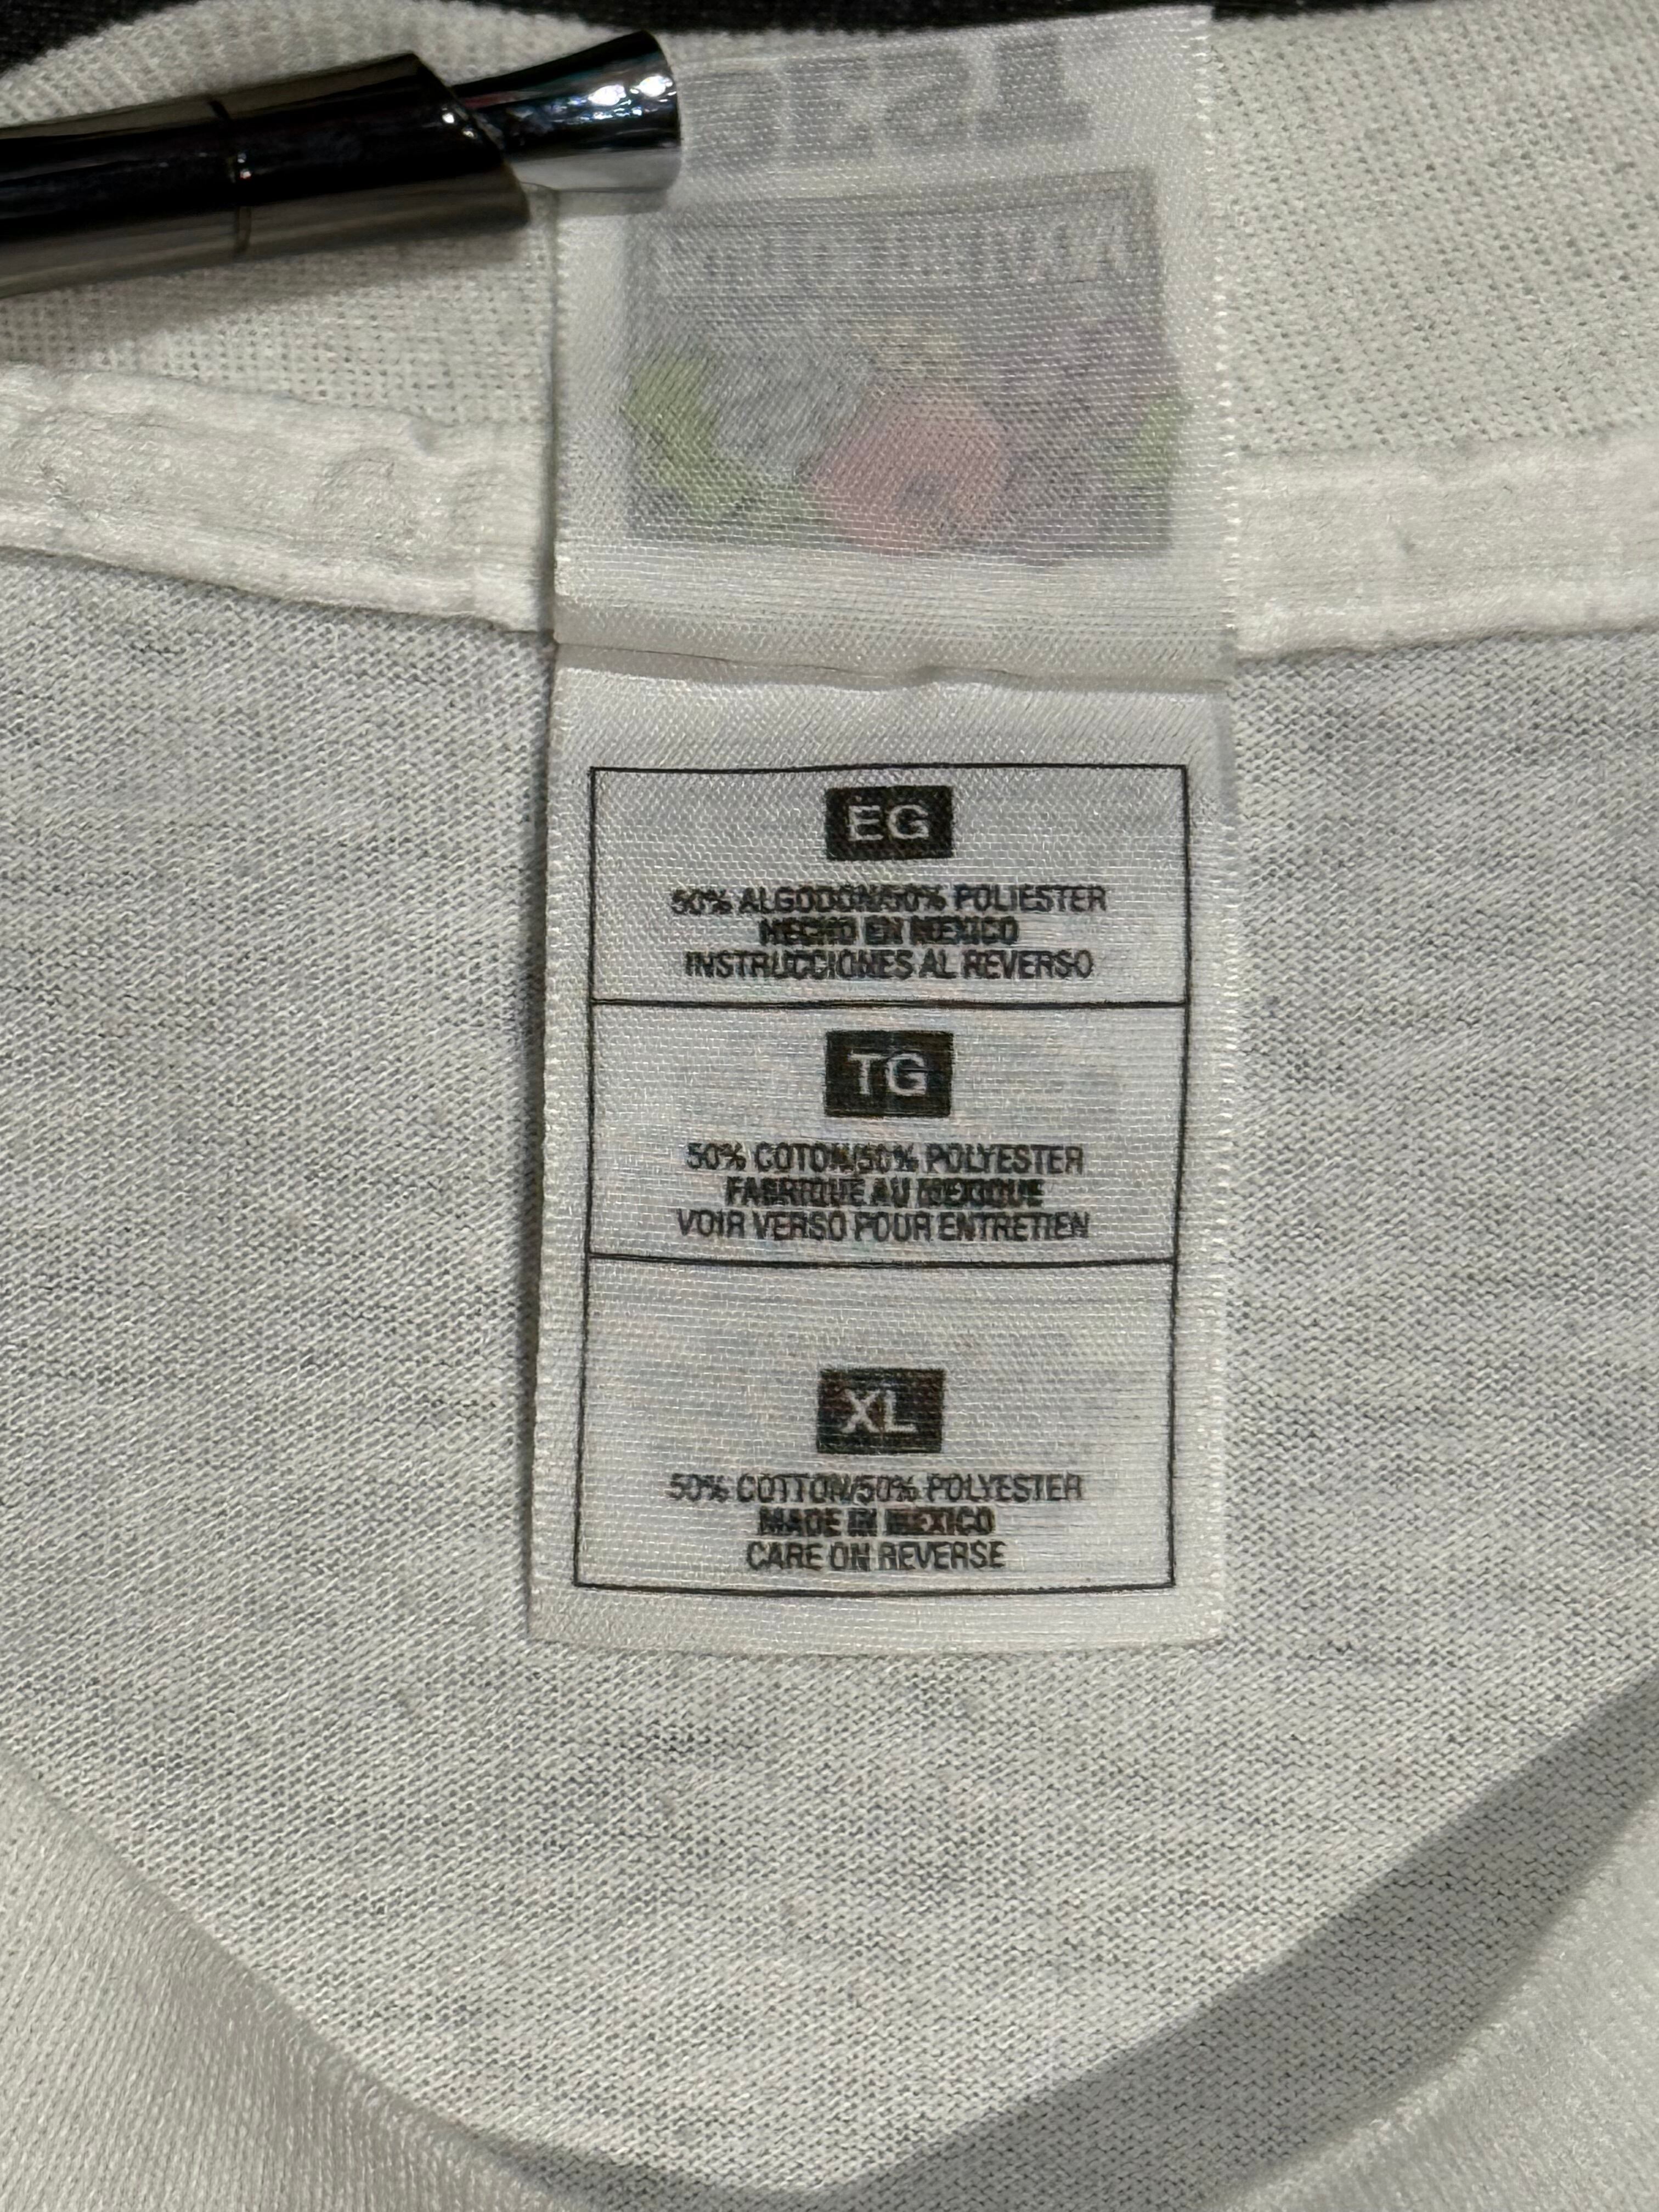 EG
50% ALGODON/50% POLIESTER
HECHO EN MEXICO
INSTRUCCIONES AL REVERSO
TG
50% COTON/50% POLYESTER
FABRIQUE AU MEXIQUE
VOIR VERSO POUR ENTRETIEN
XL
50% COTTON/50% POLYESTER
MADE IN MEXICO
CARE ON REVERSE